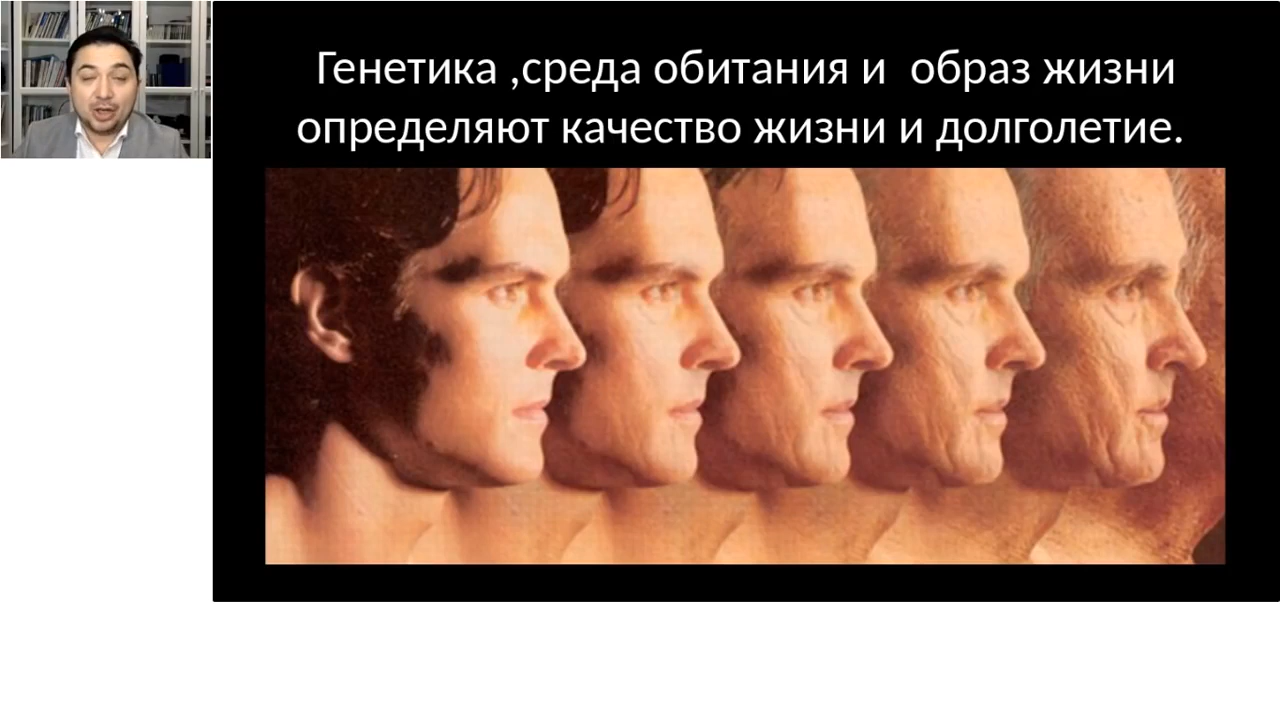 Генетика ,среда обитания и  образ жизни
определяют качество жизни и долголетие.